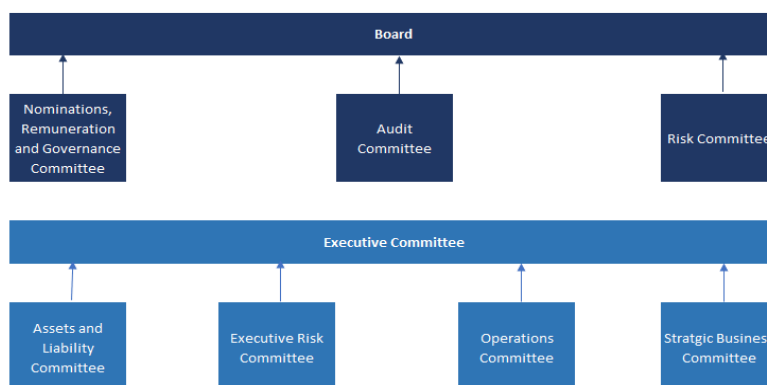 Board
Nominations,
Remuneration
and Governance
Committee
Audit
Committee
Risk Committee
Executive Committee
Assets and
Liability
Committee
Executive Risk
Committee
Operations
Committee
Stratgic Business
Committee